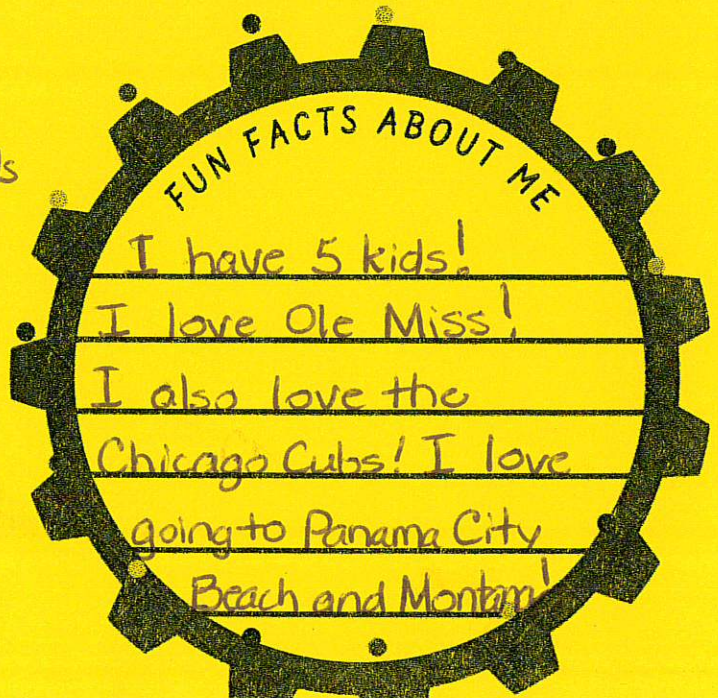 FUN FACTS ABOUT ME
I have 5 kids!
I love Ole Miss!
I also love the
Chicago Cubs! I love
going to Panama City
Beach and Montana!